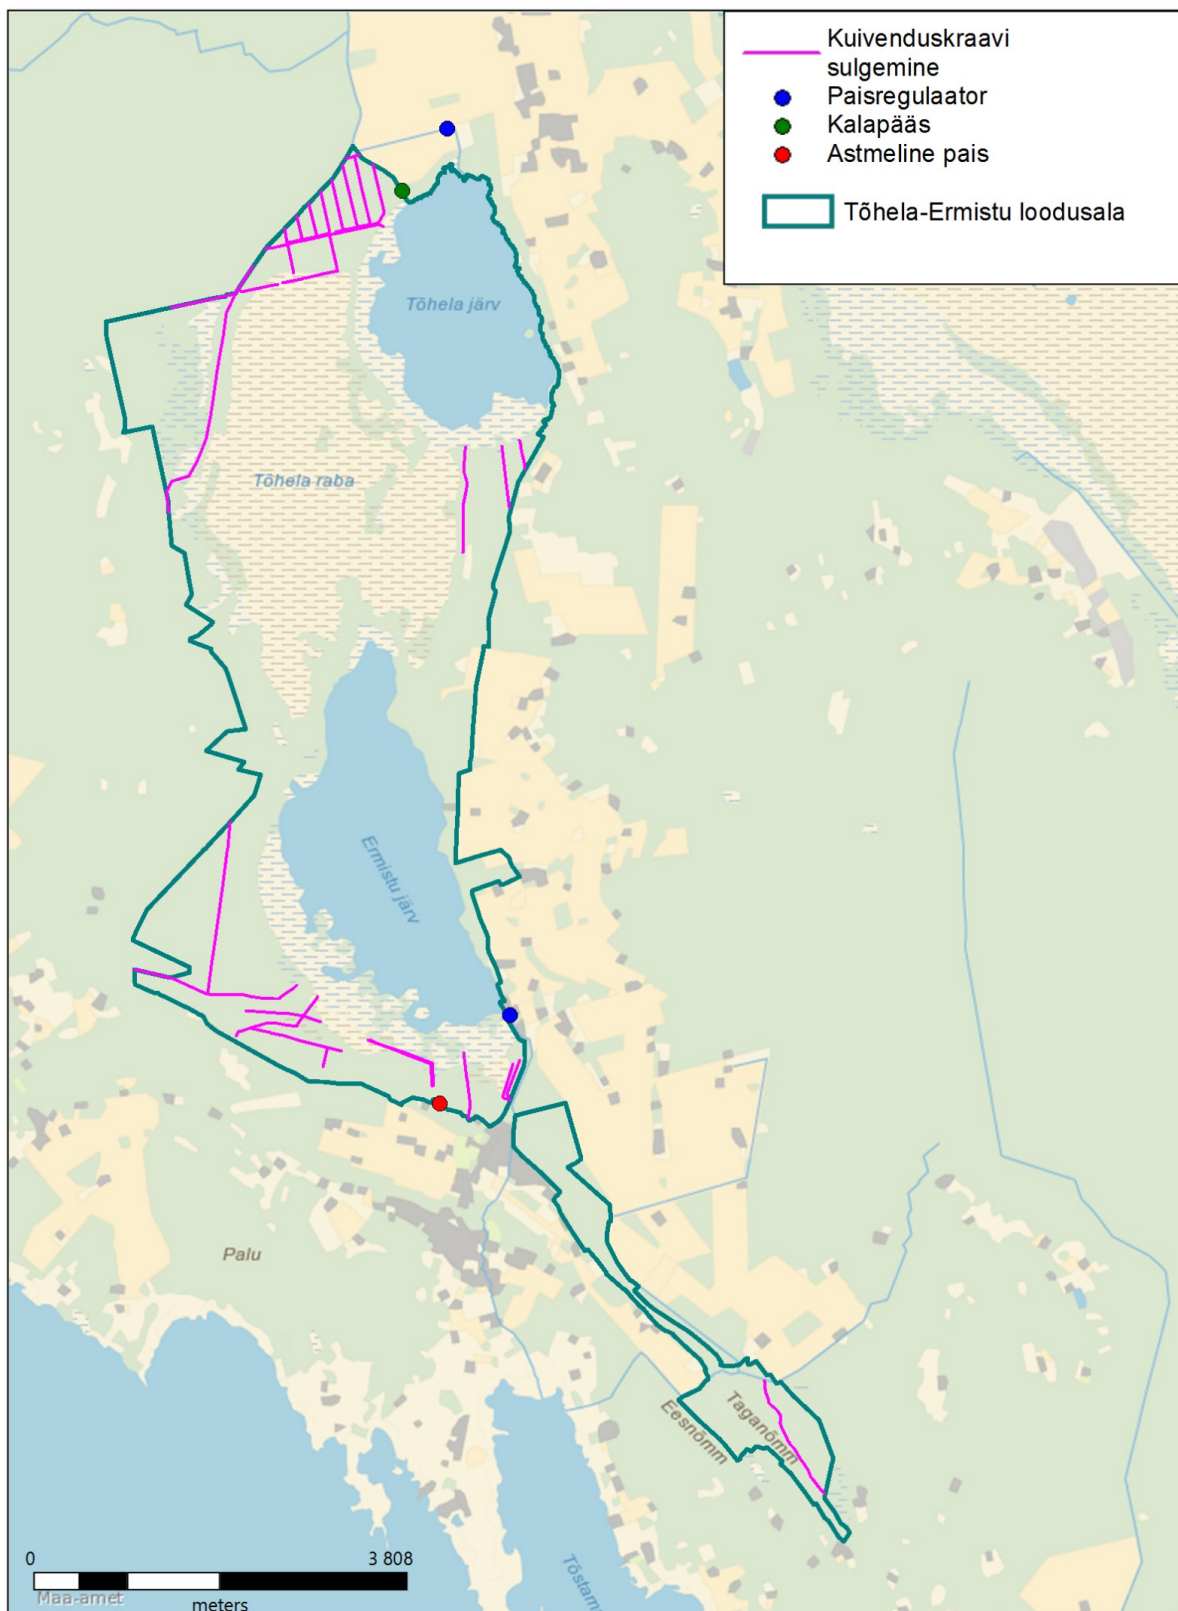 Kuivenduskraavi
sulgemine
Paisregulaator
Kalapääs
Astmeline pais
Tõhela-Ermistu loodusala
Tõhela järv
Tõhela raba
Ermistu järv
Palu
Eesnõmm
Taganõmm
Tõstam
0 3 808
Maa-amet
meters